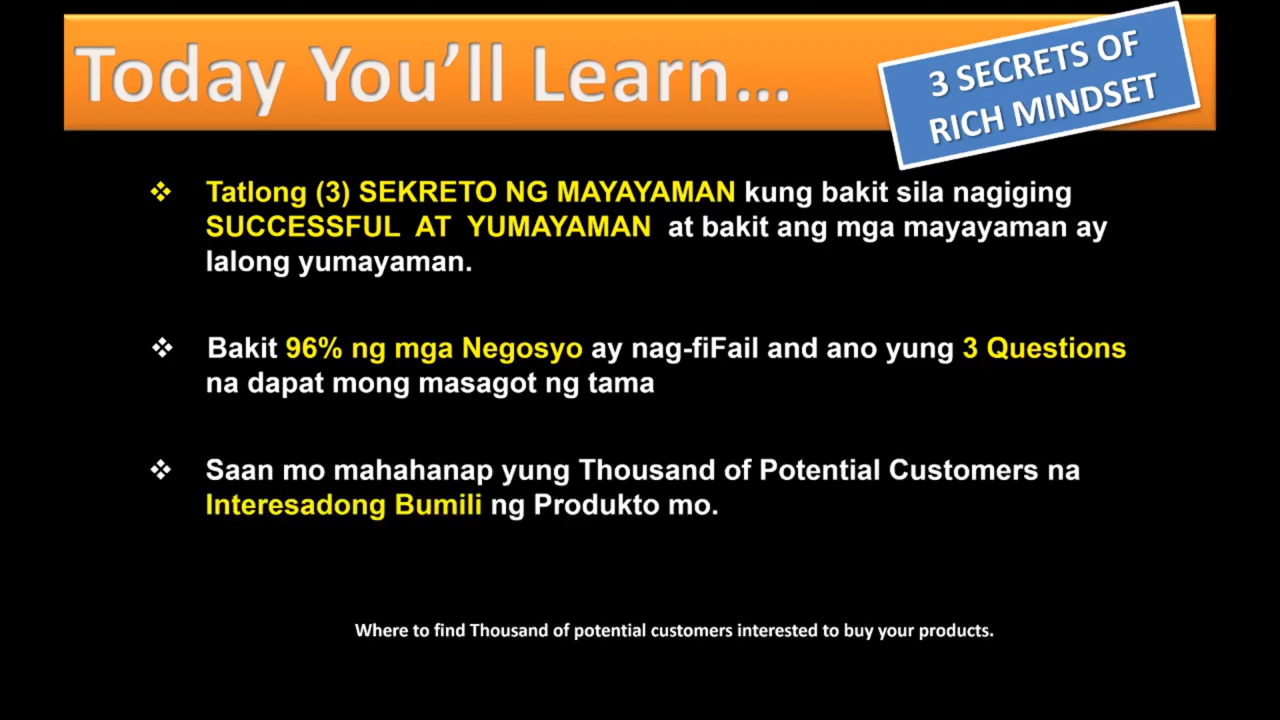 Today You’ll Learn...
3 SECRETS OF
RICH MINDSET
❖ Tatlong (3) SEKRETO NG MAYAYAMAN kung bakit sila nagiging
SUCCESSFUL AT YUMAYAMAN at bakit ang mga mayayaman ay
lalong yumayaman.
❖ Bakit 96% ng mga Negosyo ay nag-fiFail and ano yung 3 Questions
na dapat mong masagot ng tama
❖ Saan mo mahahanap yung Thousand of Potential Customers na
Interesadong Bumili ng Produkto mo.
Where to find Thousand of potential customers interested to buy your products.